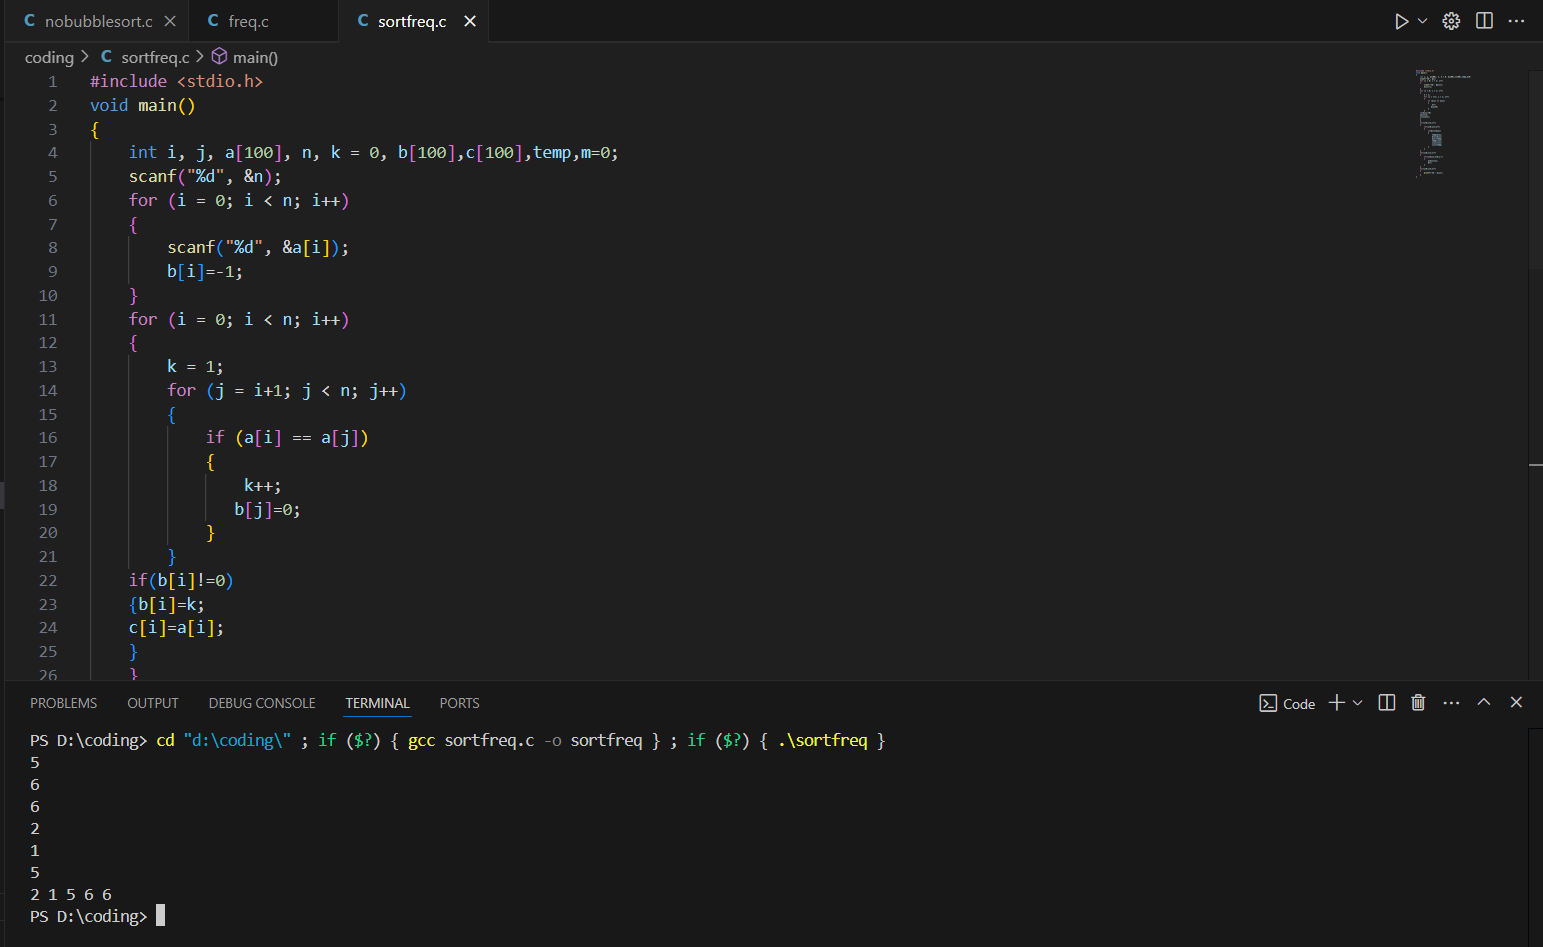 C nobubblesort.c ×
C freq.c
C sortfreq.c ×
coding > C sortfreq.c > main()
1 #include <stdio.h>
2 void main()
3 {
4 int i, j, a[100], n, k = 0, b[100],c[100],temp,m=0;
5 scanf("%d", &n);
6 for (i = 0; i < n; i++)
7 {
8 scanf("%d", &a[i]);
9 b[i]=-1;
10 }
11 for (i = 0; i < n; i++)
12 {
13 k = 1;
14 for (j = i+1; j < n; j++)
15 {
16 if (a[i] == a[j])
17 {
18 k++;
19 b[j]=0;
20 }
21 }
22 if(b[i]!=0)
23 {b[i]=k;
24 c[i]=a[i];
25 }
26 }
PROBLEMS OUTPUT DEBUG CONSOLE TERMINAL PORTS
Code
PS D:\coding> cd "d:\coding\" ; if ($?) { gcc sortfreq.c -o sortfreq } ; if ($?) { .\sortfreq }
5
6
6
2
1
5
2 1 5 6 6
PS D:\coding>